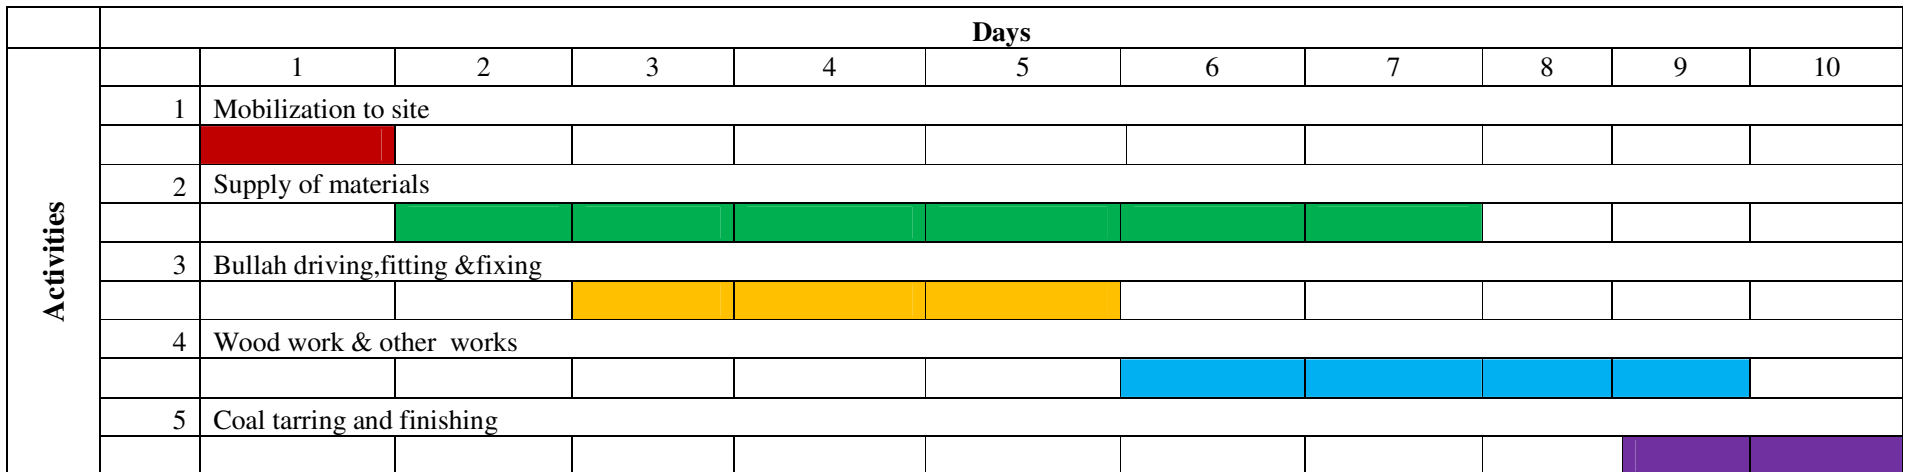 Days
1 2 3 4 5 6 7 8 9 10
Activities
1 Mobilization to site
2 Supply of materials
3 Bullah driving,fitting &fixing
4 Wood work & other works
5 Coal tarring and finishing